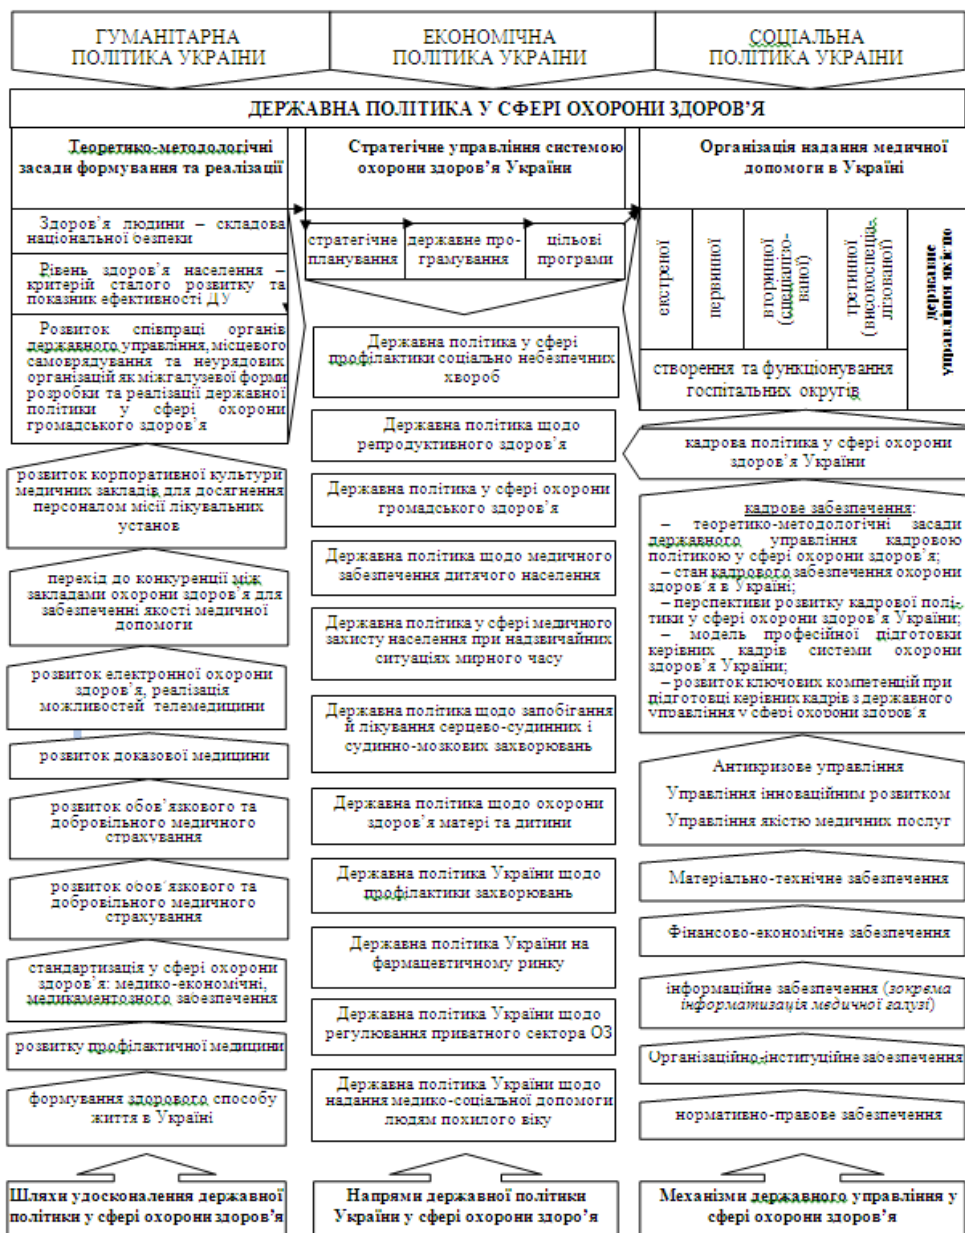 ГУМАНІТАРНА
ПОЛІТИКА УКРАЇНИ
ЕКОНОМІЧНА
ПОЛІТИКА УКРАЇНИ
СОЦІАЛЬНА
ПОЛІТИКА УКРАЇНИ
ДЕРЖАВНА ПОЛІТИКА У СФЕРІ ОХОРОНИ ЗДОРОВ’Я
Теоретико-методологічні
засади формування та реалізації
Здоров’я людини – складова
національної безпеки
Рівень здоров’я населення –
критерій сталого розвитку та
показник ефективності ДУ
Розвиток співпраці органів
державного управління, місцевого
самоврядування та неурядових
організацій як міжгалузевої форми
розробки та реалізації державної
політики у сфері охорони
громадського здоров’я
розвиток корпоративної культури
медичних закладів для досягнення
персоналом місії лікувальних
установ
перехід до конкуренції між
закладами охорони здоров’я для
забезпеченні якості медичної
допомоги
розвиток електронної охорони
здоров’я, реалізація
можливостей телемедицини
розвиток доказової медицини
розвиток обов’язкового та
добровільного медичного
страхування
розвиток обов’язкового та
добровільного медичного
страхування
стандартизація у сфері охорони
здоров’я: медико-економічні,
медикаментозного забезпечення
розвитку профілактичної медицини
формування здорового способу
життя в Україні
Шляхи удосконалення державної
політики у сфері охорони здоров’я
Стратегічне управління системою
охорони здоров’я України
стратегічне
планування
державне про-
грамування
цільові
програми
Державна політика у сфері
профілактики соціально небезпечних
хвороб
Державна політика щодо
репродуктивного здоров’я
Державна політика у сфері охорони
громадського здоров’я
Державна політика щодо медичного
забезпечення дитячого населення
Державна політика у сфері медичного
захисту населення при надзвичайних
ситуаціях мирного часу
Державна політика щодо запобігання
й лікування серцево-судинних і
судинно-мозкових захворювань
Державна політика щодо охорони
здоров’я матері та дитини
Державна політика України щодо
профілактики захворювань
Державна політика України на
фармацевтичному ринку
Державна політика України щодо
регулювання приватного сектора ОЗ
Державна політика України щодо
надання медико-соціальної допомоги
людям похилого віку
Напрями державної політики
України у сфері охорони здоро’я
Організація надання медичної
допомоги в Україні
екстреної
первинної
вторинної
(спеціалізо-
ваної)
третинної
(високоспеціа-
лізованої)
державне
управління якістю
створення та функціонування
госпітальних округів
кадрова політика у сфері охорони
здоров’я України
кадрове забезпечення:
– теоретико-методологічні засади
державного управління кадровою
політикою у сфері охорони здоров’я;
– стан кадрового забезпечення охорони
здоров’я в Україні;
– перспективи розвитку кадрової полі-
тики у сфері охорони здоров’я України;
– модель професійної підготовки
керівних кадрів системи охорони
здоров’я України;
– розвиток ключових компетенцій при
підготовці керівних кадрів з державного
управління у сфері охорони здоров’я
Антикризове управління
Управління інноваційним розвитком
Управління якістю медичних послуг
Матеріально-технічне забезпечення
Фінансово-економічне забезпечення
інформаційне забезпечення (зокрема
інформатизація медичної галузі)
Організаційно-інституційне забезпечення
нормативно-правове забезпечення
Механізми державного управління у
сфері охорони здоров’я